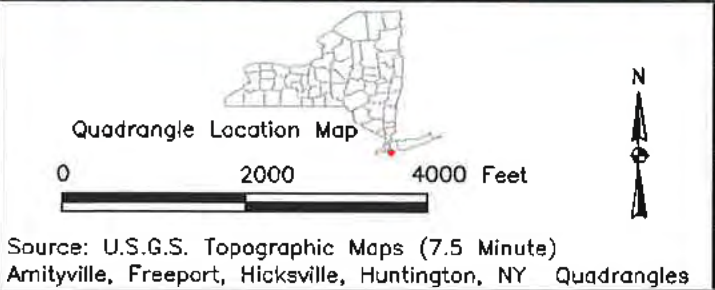 N
Quadrangle Location Map
0 2000 4000 Feet
Source: U.S.G.S. Topographic Maps (7.5 Minute)
Amityville, Freeport, Hicksville, Huntington, NY Quadrangles